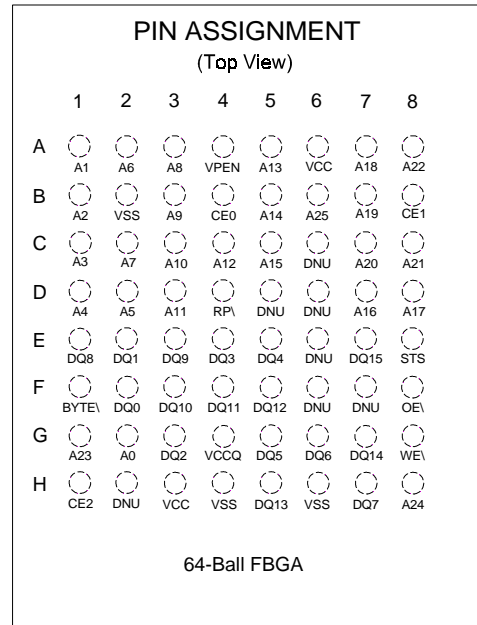 PIN ASSIGNMENT
(Top View)
1 2 3 4 5 6 7 8
A
A1 A6 A8 VPEN A13 VCC A18 A22
B
A2 VSS A9 CE0 A14 A25 A19 CE1
C
A3 A7 A10 A12 A15 DNU A20 A21
D
A4 A5 A11 RP\ DNU DNU A16 A17
E
DQ8 DQ1 DQ9 DQ3 DQ4 DNU DQ15 STS
F
BYTE\ DQ0 DQ10 DQ11 DQ12 DNU DNU OE\
G
A23 A0 DQ2 VCCQ DQ5 DQ6 DQ14 WE\
H
CE2 DNU VCC VSS DQ13 VSS DQ7 A24
64-Ball FBGA